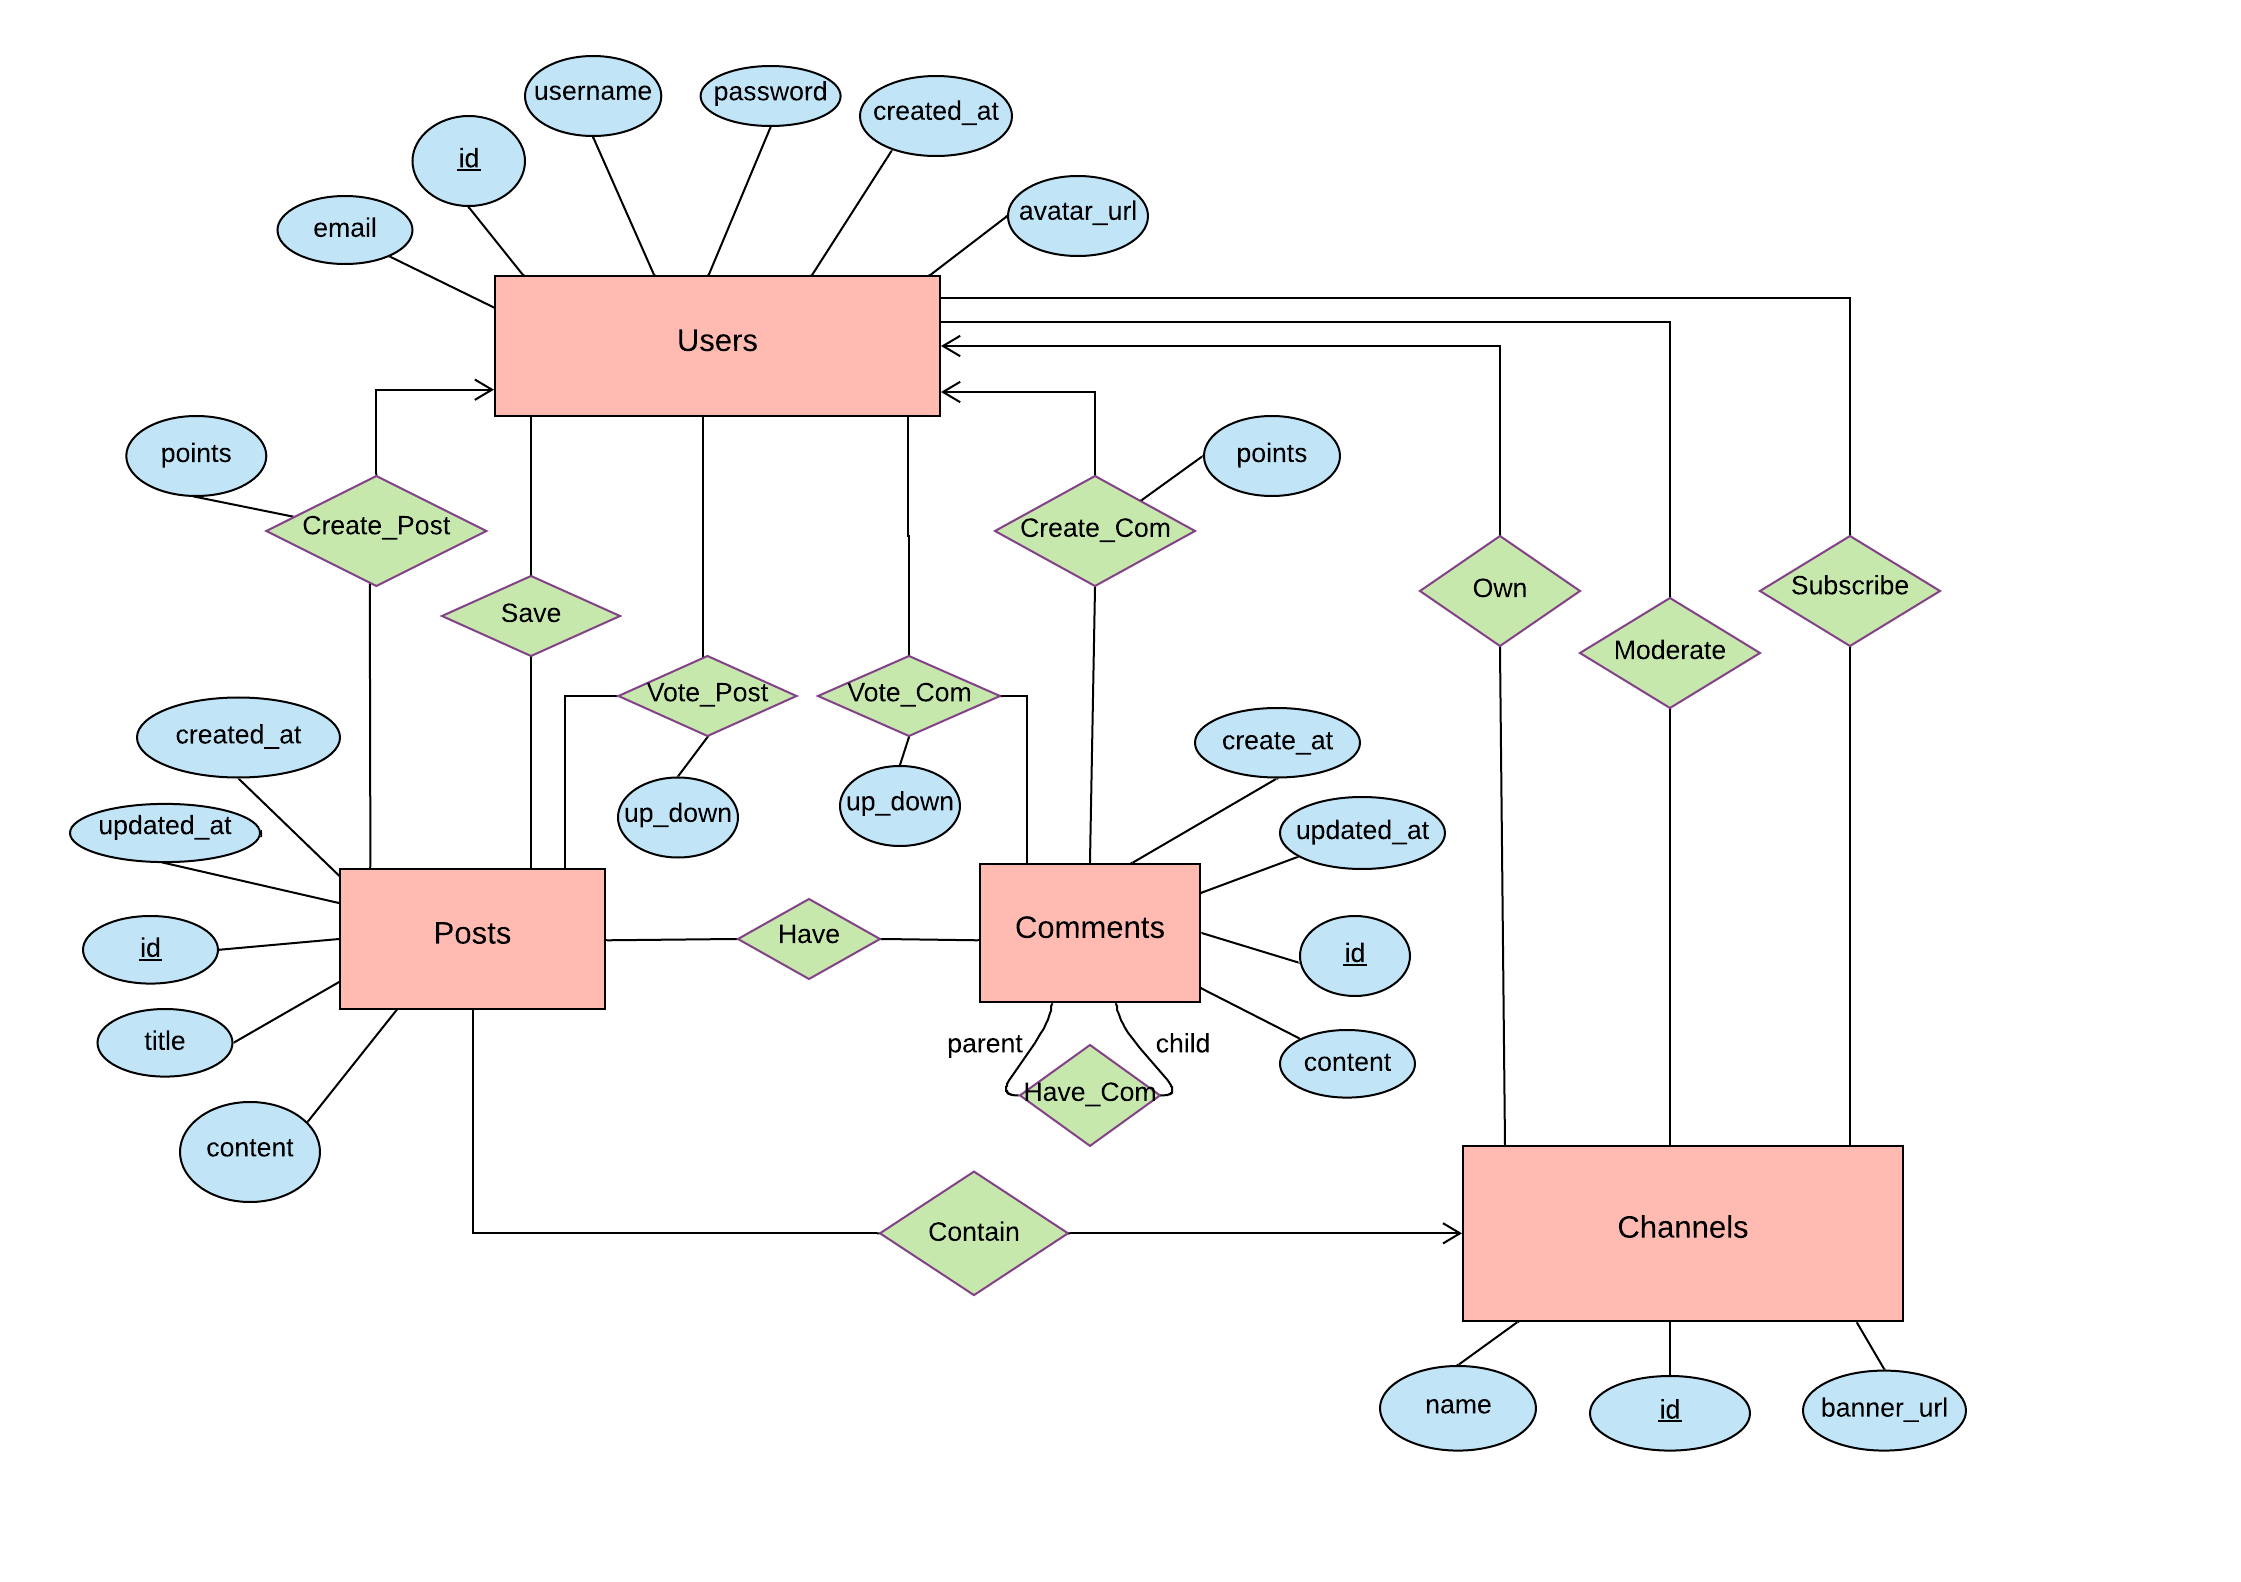 username
password
created_at
id
avatar_url
email
Users
points
points
Create_Post
Create_Com
Own
Subscribe
Save
Moderate
Vote_Post
Vote_Com
created_at
create_at
up_down
up_down
updated_at
updated_at
Posts
Have
Comments
id
id
title
parent
child
content
Have_Com
content
Contain
Channels
name
id
banner_url